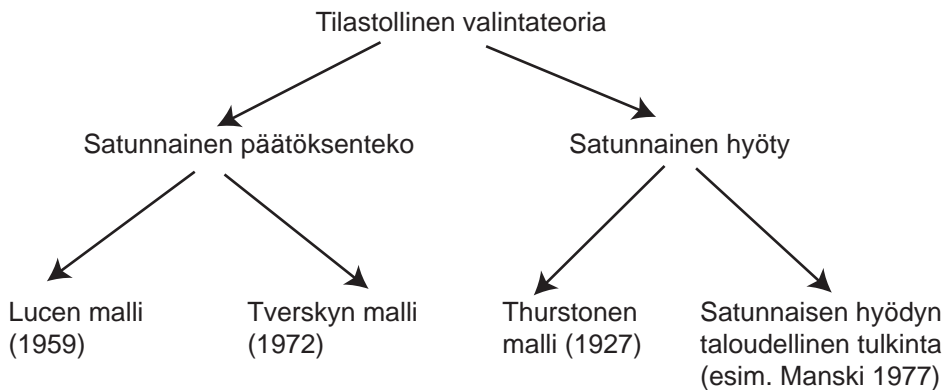 Tilastollinen valintateoria
Satunnainen päätöksenteko
Satunnainen hyöty
Lucen malli
(1959)
Tverskyn malli
(1972)
Thurstonen
malli (1927)
Satunnaisen hyödyn
taloudellinen tulkinta
(esim. Manski 1977)